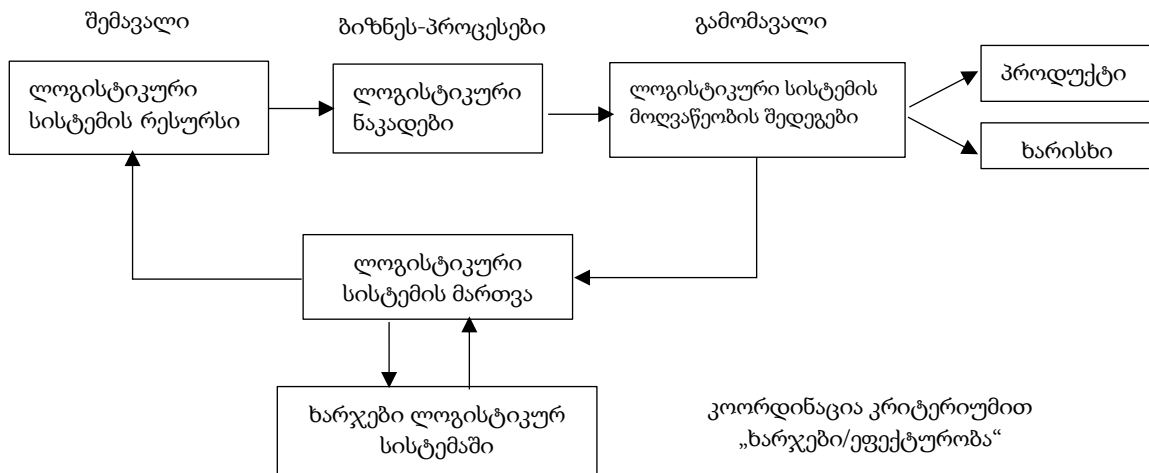 შემავალი
ბიზნეს-პროცესები
გამომავალი
ლოგისტიკური
სისტემის რესურსი
ლოგისტიკური
ნაკადები
ლოგისტიკური სისტემის
მოღვაწეობის შედეგები
პროდუქტი
ხარისხი
ლოგისტიკური
სისტემის მართვა
ხარჯები ლოგისტიკურ
სისტემაში
კოორდინაცია კრიტერიუმით
„ხარჯები/ეფექტურობა“